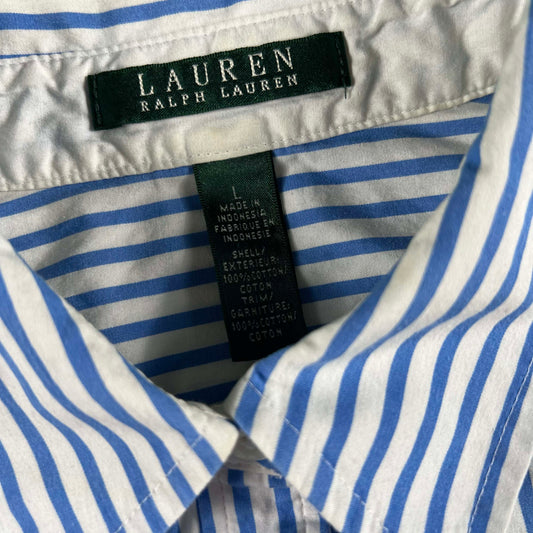 LAUREN
RALPH LAUREN
L
MADE IN
INDONESIA
FABRIQUE EN
INDONESIE
SHELL/
EXTERIEUR:
100%COTTON/
COTON
TRIM/
GARNITURE:
100%COTTON/
COTON